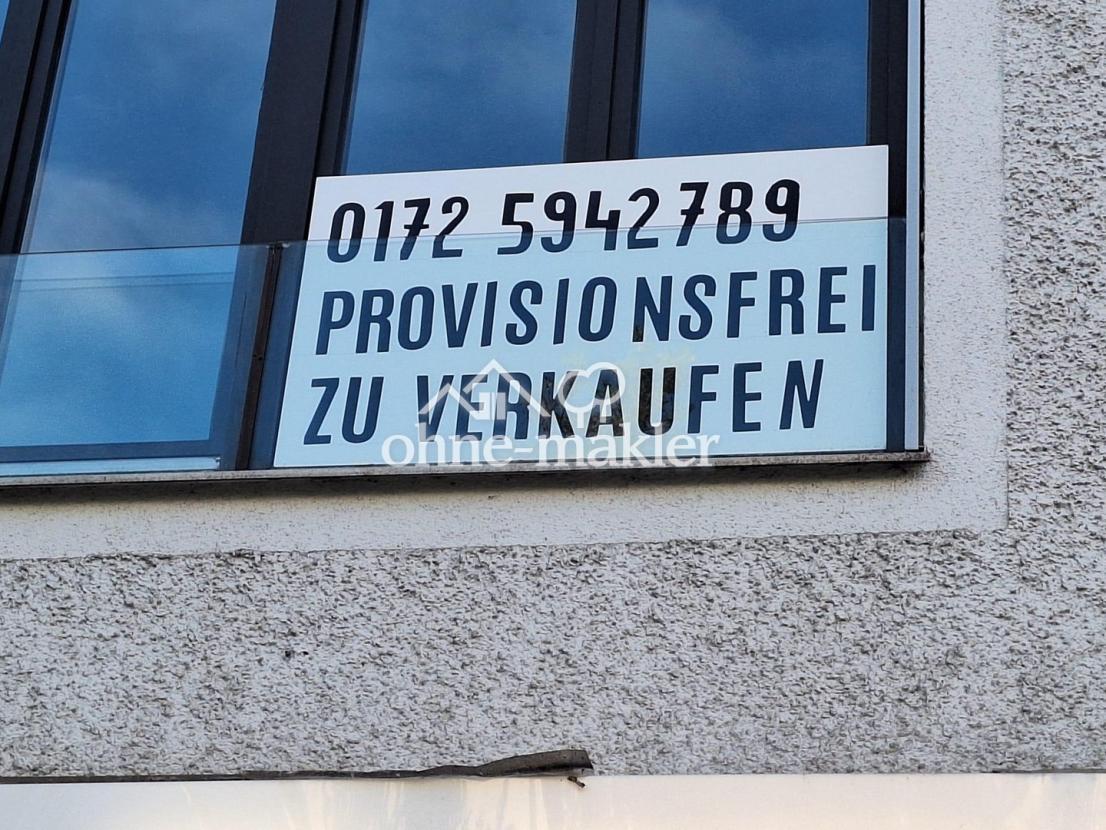 0172 5942789
PROVISIONSFREI
ZU VERKAUFEN
ohne-makler